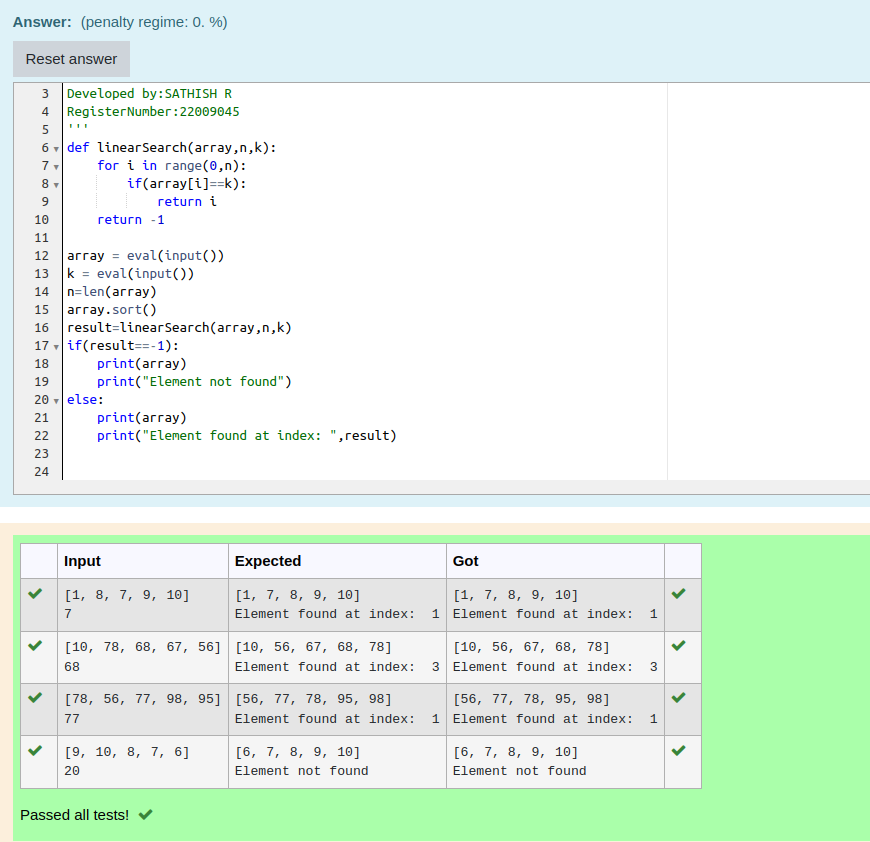 Answer: (penalty regime: 0. %)
Reset answer
3 Developed by:SATHISH R
4 RegisterNumber:22009045
5 '''
6 def linearSearch(array,n,k):
7     for i in range(0,n):
8         if(array[i]==k):
9             return i
10     return -1
11
12 array = eval(input())
13 k = eval(input())
14 n=len(array)
15 array.sort()
16 result=linearSearch(array,n,k)
17 if(result==-1):
18     print(array)
19     print("Element not found")
20 else:
21     print(array)
22     print("Element found at index: ",result)
23
24
Input Expected Got
[1, 8, 7, 9, 10] [1, 7, 8, 9, 10] [1, 7, 8, 9, 10]
7 Element found at index:  1 Element found at index:  1
[10, 78, 68, 67, 56] [10, 56, 67, 68, 78] [10, 56, 67, 68, 78]
68 Element found at index:  3 Element found at index:  3
[78, 56, 77, 98, 95] [56, 77, 78, 95, 98] [56, 77, 78, 95, 98]
77 Element found at index:  1 Element found at index:  1
[9, 10, 8, 7, 6] [6, 7, 8, 9, 10] [6, 7, 8, 9, 10]
20 Element not found Element not found
Passed all tests!